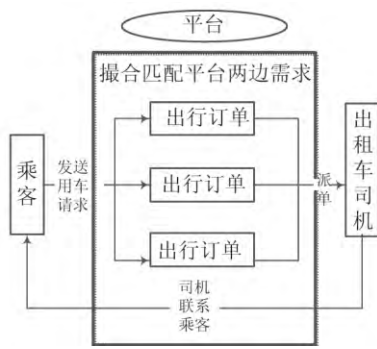 平台
撮合匹配平台两边需求
出行订单
乘客
发送
用车
请求
出行订单
派
单
出租车司机
出行订单
司机
联系
乘客